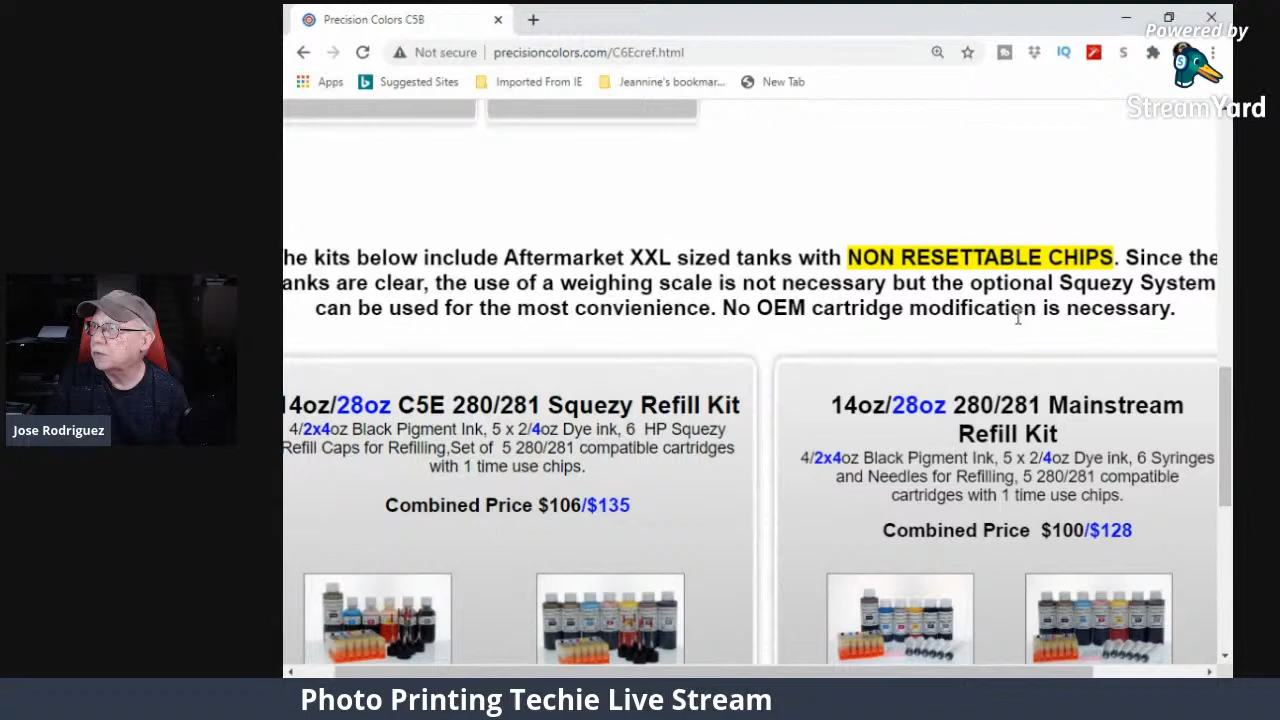 Precision Colors C5B
Powered by
Not secure
precisioncolors.com/C6Ecref.html
IQ
S
Apps
Suggested Sites
Imported From IE
Jeannine's bookmar...
New Tab
StreamYard
he kits below include Aftermarket XXL sized tanks with NON RESETTABLE CHIPS. Since the
anks are clear, the use of a weighing scale is not necessary but the optional Squezy System
can be used for the most convienience. No OEM cartridge modification is necessary.
14oz/28oz C5E 280/281 Squezy Refill Kit
4/2x4oz Black Pigment Ink, 5 x 2/4oz Dye ink, 6 HP Squezy
Refill Caps for Refilling,Set of 5 280/281 compatible cartridges
with 1 time use chips.
Combined Price $106/$135
14oz/28oz 280/281 Mainstream
Refill Kit
4/2x4oz Black Pigment Ink, 5 x 2/4oz Dye ink, 6 Syringes
and Needles for Refilling, 5 280/281 compatible
cartridges with 1 time use chips.
Combined Price $100/$128
Jose Rodriguez
Photo Printing Techie Live Stream